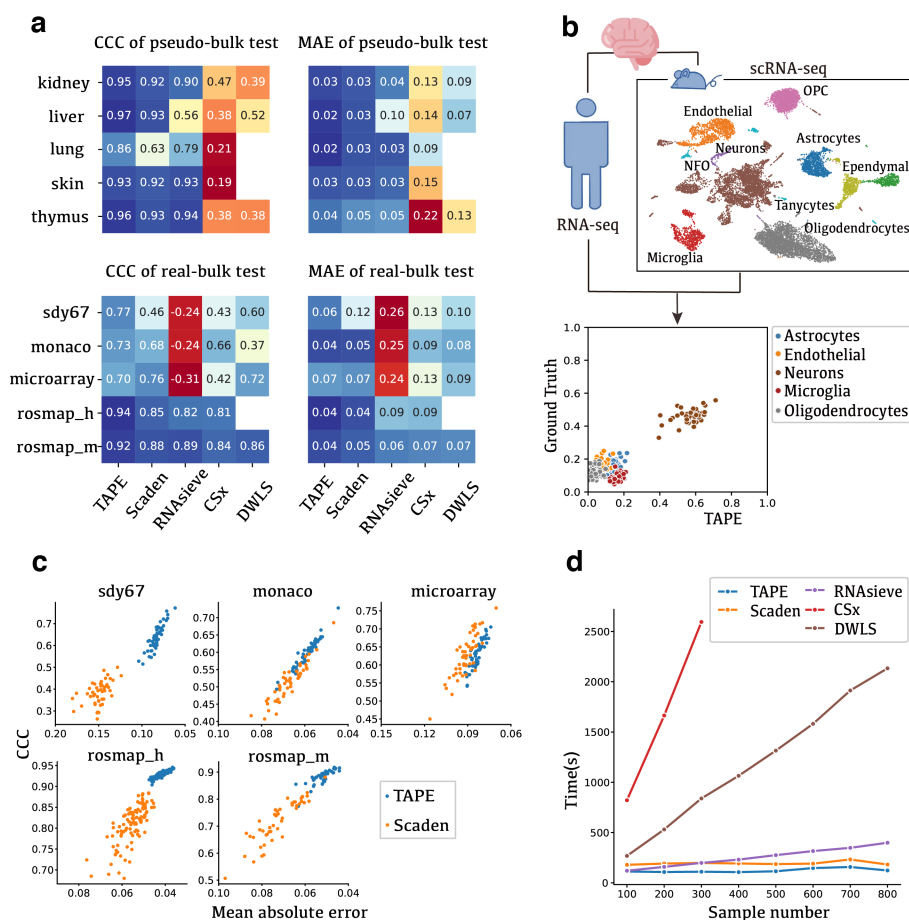 a
CCC of pseudo-bulk test
MAE of pseudo-bulk test
kidney 0.95 0.92 0.90 0.47 0.39 0.03 0.03 0.04 0.13 0.09
liver 0.97 0.93 0.56 0.38 0.52 0.02 0.03 0.10 0.14 0.07
lung 0.86 0.63 0.79 0.21 0.02 0.03 0.03 0.09
skin 0.93 0.92 0.93 0.19 0.03 0.03 0.03 0.15
thymus 0.96 0.93 0.94 0.38 0.38 0.04 0.05 0.05 0.22 0.13
CCC of real-bulk test
MAE of real-bulk test
sdy67 0.77 0.46 -0.24 0.43 0.60 0.06 0.12 0.26 0.13 0.10
monaco 0.73 0.68 -0.24 0.66 0.37 0.04 0.05 0.25 0.09 0.08
microarray 0.70 0.76 -0.31 0.42 0.72 0.07 0.07 0.24 0.13 0.09
rosmap_h 0.94 0.85 0.82 0.81 0.04 0.04 0.09 0.09
rosmap_m 0.92 0.88 0.89 0.84 0.86 0.04 0.05 0.06 0.07 0.07
TAPE Scaden RNAsieve CSx DWLS TAPE Scaden RNAsieve CSx DWLS
b
scRNA-seq
OPC
Endothelial
Neurons
Astrocytes
NFO
Ependymal
Tanycytes
Oligodendrocytes
Microglia
RNA-seq
Ground Truth
1.0
0.8
0.6
0.4
0.2
0.0
0.0 0.2 0.4 0.6 0.8 1.0
TAPE
Astrocytes
Endothelial
Neurons
Microglia
Oligodendrocytes
c
CCC
sdy67
0.7
0.6
0.5
0.4
0.3
0.20 0.15 0.10 0.05
monaco
0.70
0.65
0.60
0.55
0.50
0.45
0.40
0.10 0.08 0.06 0.04
microarray
0.75
0.70
0.65
0.60
0.55
0.50
0.45
0.15 0.12 0.09 0.06
rosmap_h
0.95
0.90
0.85
0.80
0.75
0.70
0.08 0.06 0.04
rosmap_m
0.9
0.8
0.7
0.6
0.5
0.10 0.08 0.06 0.04
TAPE
Scaden
Mean absolute error
d
TAPE
Scaden
RNAsieve
CSx
DWLS
Time(s)
2500
2000
1500
1000
500
0
100 200 300 400 500 600 700 800
Sample number